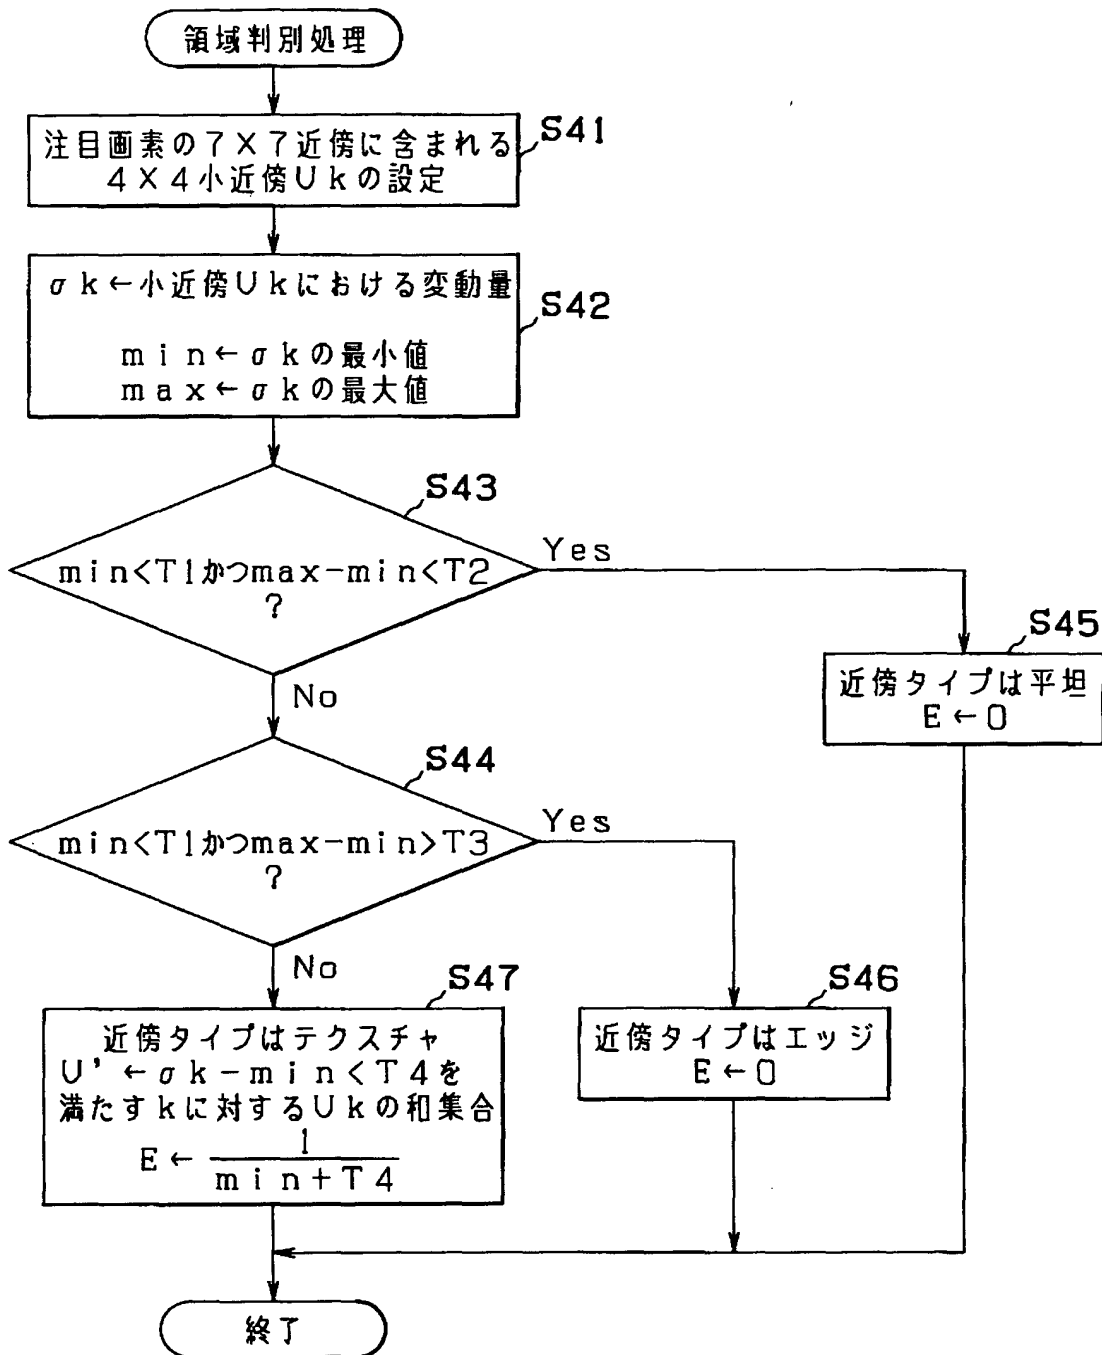 領域判別処理
S41
注目画素の7×7近傍に含まれる
4×4小近傍Ukの設定
S42
σk←小近傍Ukにおける変動量
min←σkの最小値
max←σkの最大値
S43
min<T1かつmax-min<T2
?
Yes
No
S45
近傍タイプは平坦
E←0
S44
min<T1かつmax-min>T3
?
Yes
No
S46
近傍タイプはエッジ
E←0
S47
近傍タイプはテクスチャ
U'←σk-min<T4を
満たすkに対するUkの和集合
E← 1
min+T4
終了